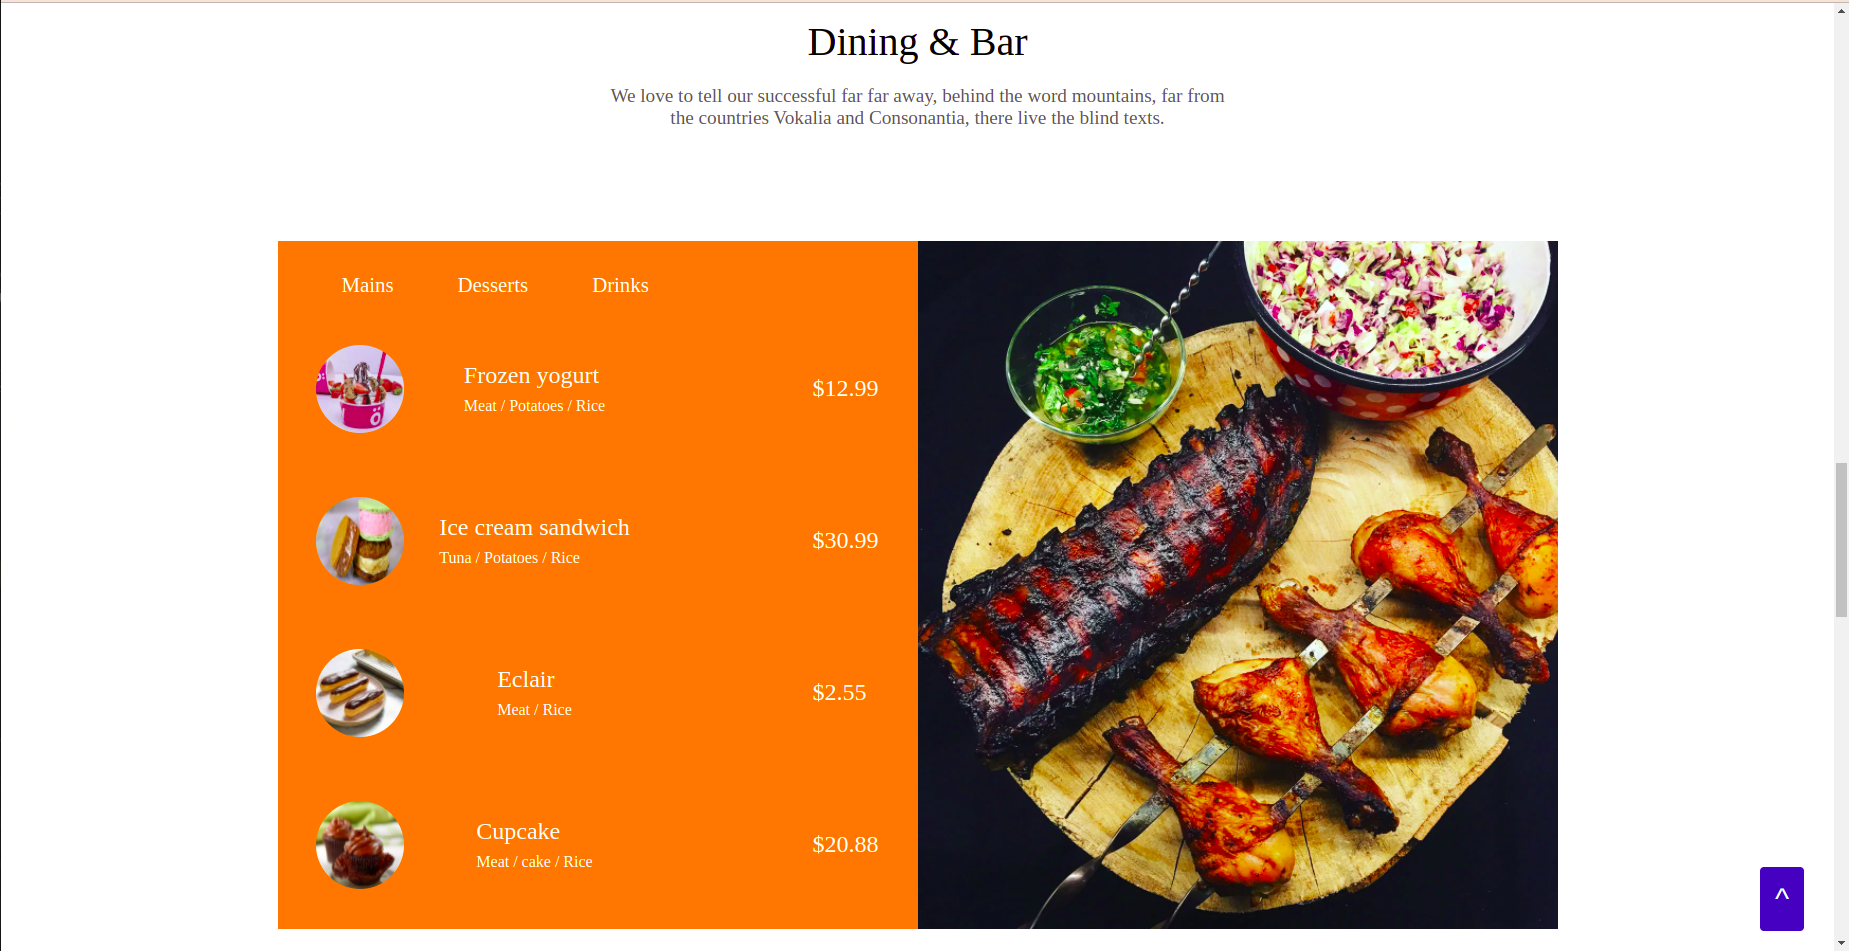 Dining & Bar
We love to tell our successful far far away, behind the word mountains, far from
the countries Vokalia and Consonantia, there live the blind texts.
Mains Desserts Drinks
Frozen yogurt
Meat / Potatoes / Rice
$12.99
Ice cream sandwich
Tuna / Potatoes / Rice
$30.99
Eclair
Meat / Rice
$2.55
Cupcake
Meat / cake / Rice
$20.88
^